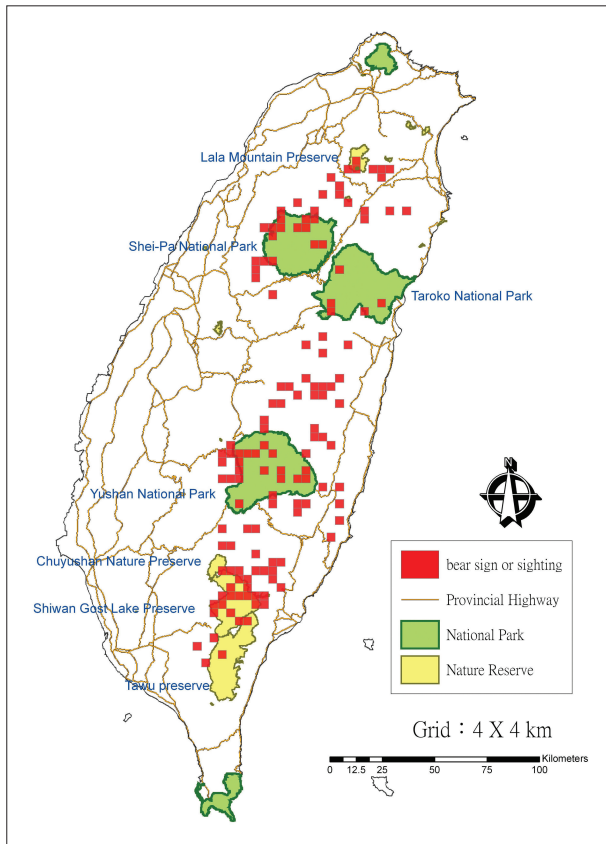 Lala Mountain Preserve
Shei-Pa National Park
Taroko National Park
Yushan National Park
Chuyushan Nature Preserve
Shiwan Gost Lake Preserve
Tawu preserve
N
bear sign or sighting
Provincial Highway
National Park
Nature Reserve
Grid：4 X 4 km
Kilometers
0 12.5 25 50 75 100